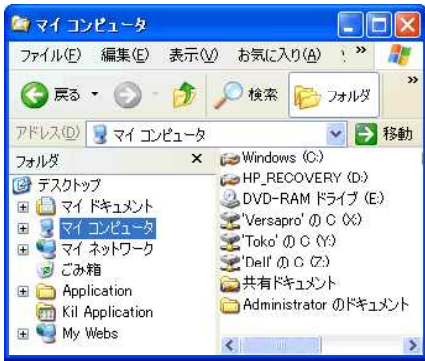 マイ コンピュータ
ファイル(F) 編集(E) 表示(V) お気に入り(A) »
戻る 検索 フォルダ »
アドレス(D) マイ コンピュータ 移動
フォルダ ×
デスクトップ
マイ ドキュメント
マイ コンピュータ
マイ ネットワーク
ごみ箱
Application
Kil Application
My Webs
Windows (C:)
HP_RECOVERY (D:)
DVD-RAM ドライブ (E:)
'Versapro' の C (X:)
'Toko' の C (Y:)
'Dell' の C (Z:)
共有ドキュメント
Administrator のドキュメント